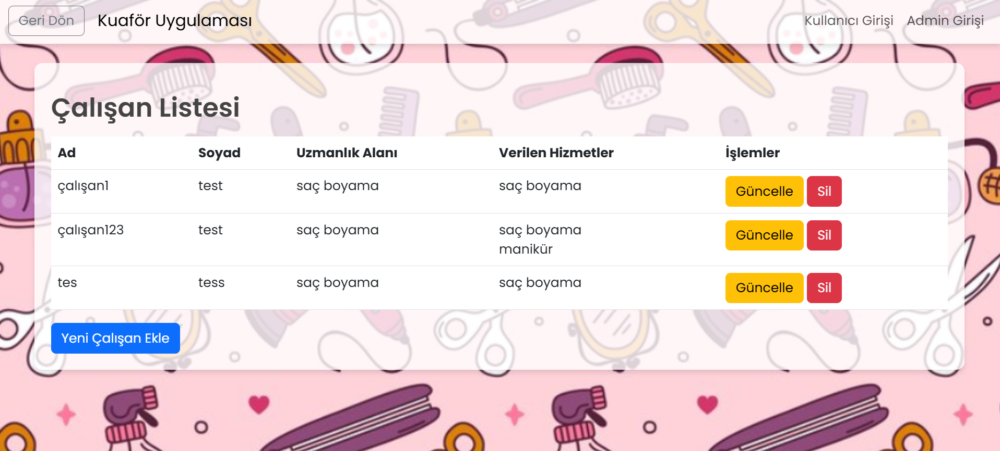 Geri Dön Kuaför Uygulaması Kullanıcı Girişi Admin Girişi
Çalışan Listesi
Ad Soyad Uzmanlık Alanı Verilen Hizmetler İşlemler
çalışan1 test saç boyama saç boyama Güncelle Sil
çalışan123 test saç boyama saç boyama Güncelle Sil
manikür
tes tess saç boyama saç boyama Güncelle Sil
Yeni Çalışan Ekle